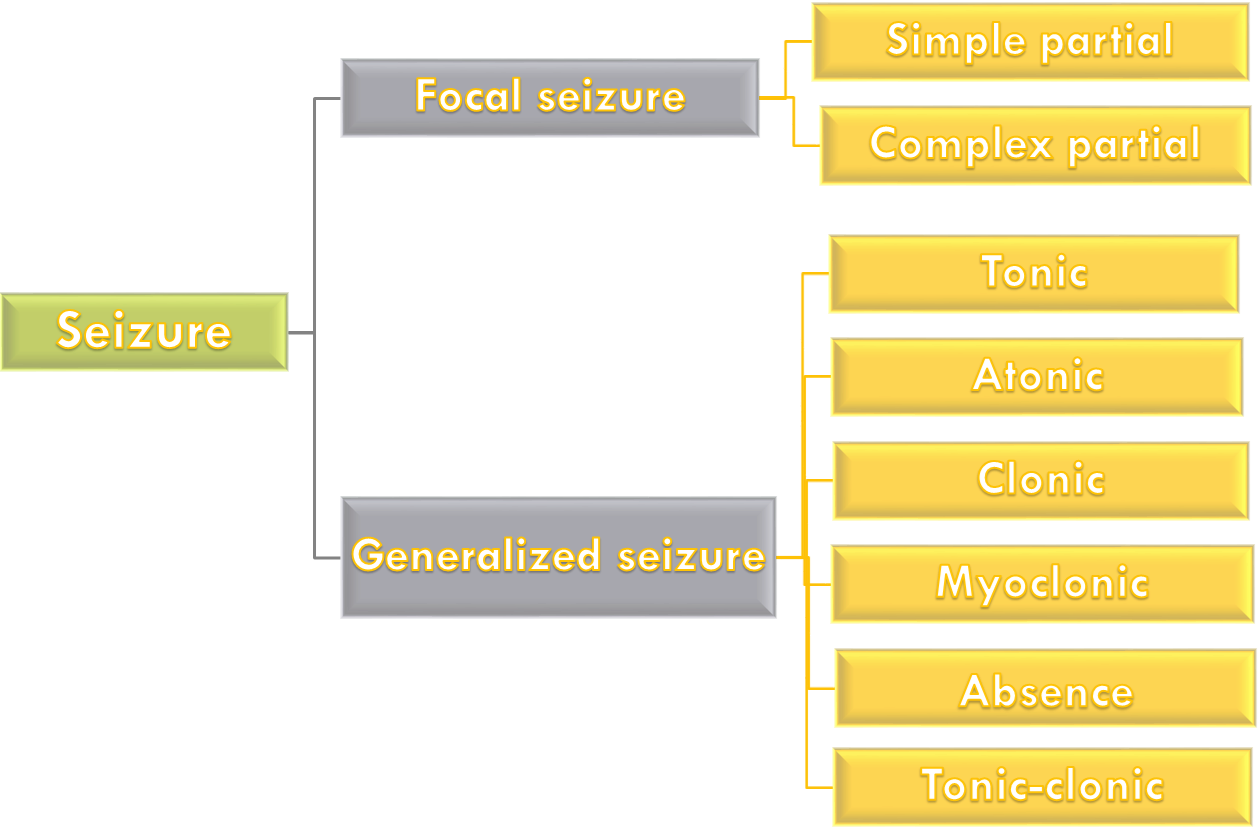 Seizure
Focal seizure
Simple partial
Complex partial
Generalized seizure
Tonic
Atonic
Clonic
Myoclonic
Absence
Tonic-clonic